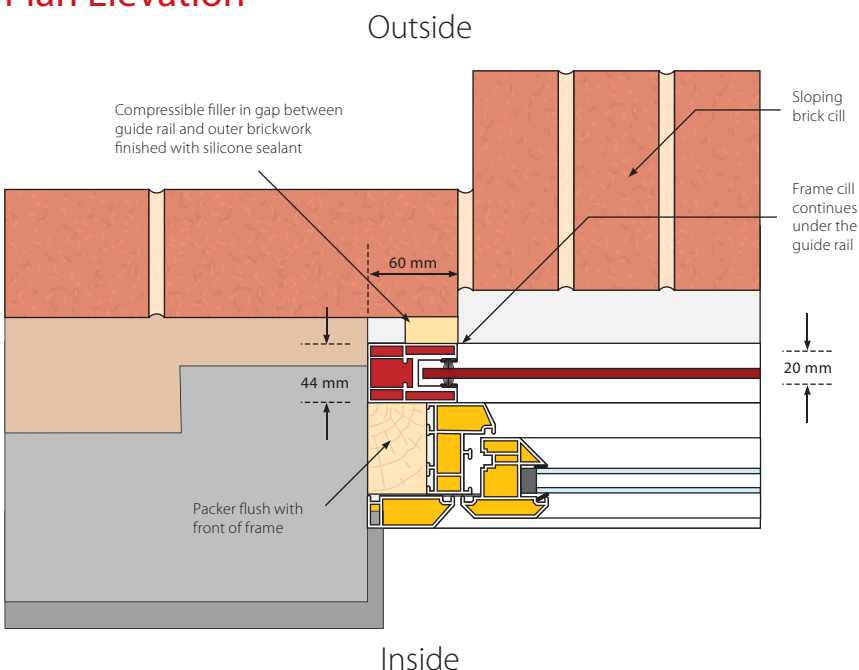 Plan Elevation
Outside
Compressible filler in gap between
guide rail and outer brickwork
finished with silicone sealant
Sloping
brick cill
Frame cill
continues
under the
guide rail
60 mm
44 mm
20 mm
Packer flush with
front of frame
Inside